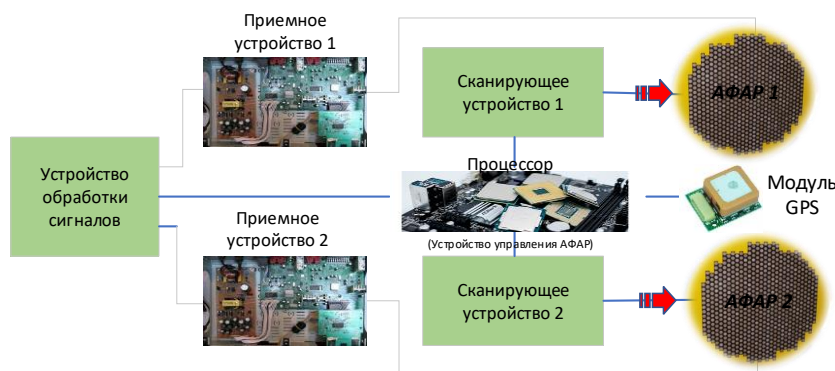 Приемное
устройство 1
Сканирующее
устройство 1
АФАР 1
Устройство
обработки
сигналов
Процессор
Модуль
GPS
Приемное
устройство 2
(Устройство управления АФАР)
Сканирующее
устройство 2
АФАР 2